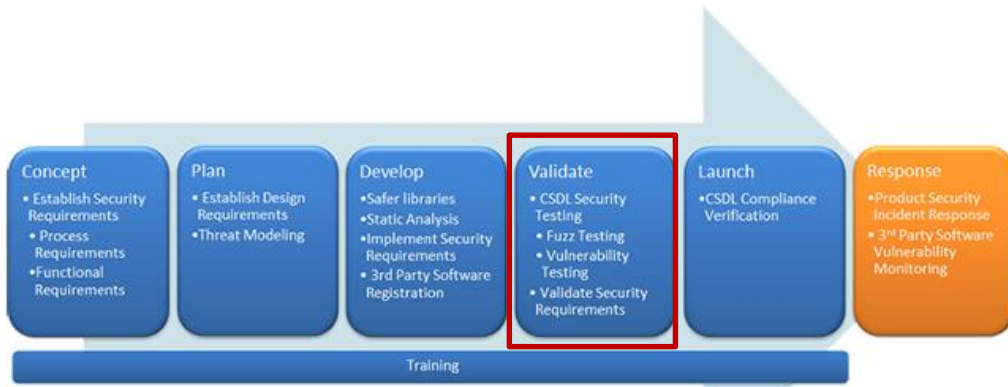 Concept
• Establish Security
Requirements
• Process
Requirements
•Functional
Requirements
Plan
• Establish Design
Requirements
•Threat Modeling
Develop
•Safer libraries
•Static Analysis
•Implement Security
Requirements
• 3rd Party Software
Registration
Validate
• CSDL Security
Testing
• Fuzz Testing
• Vulnerability
Testing
• Validate Security
Requirements
Launch
•CSDL Compliance
Verification
Response
•Product Security
Incident Response
• 3rd Party Software
Vulnerability
Monitoring
Training